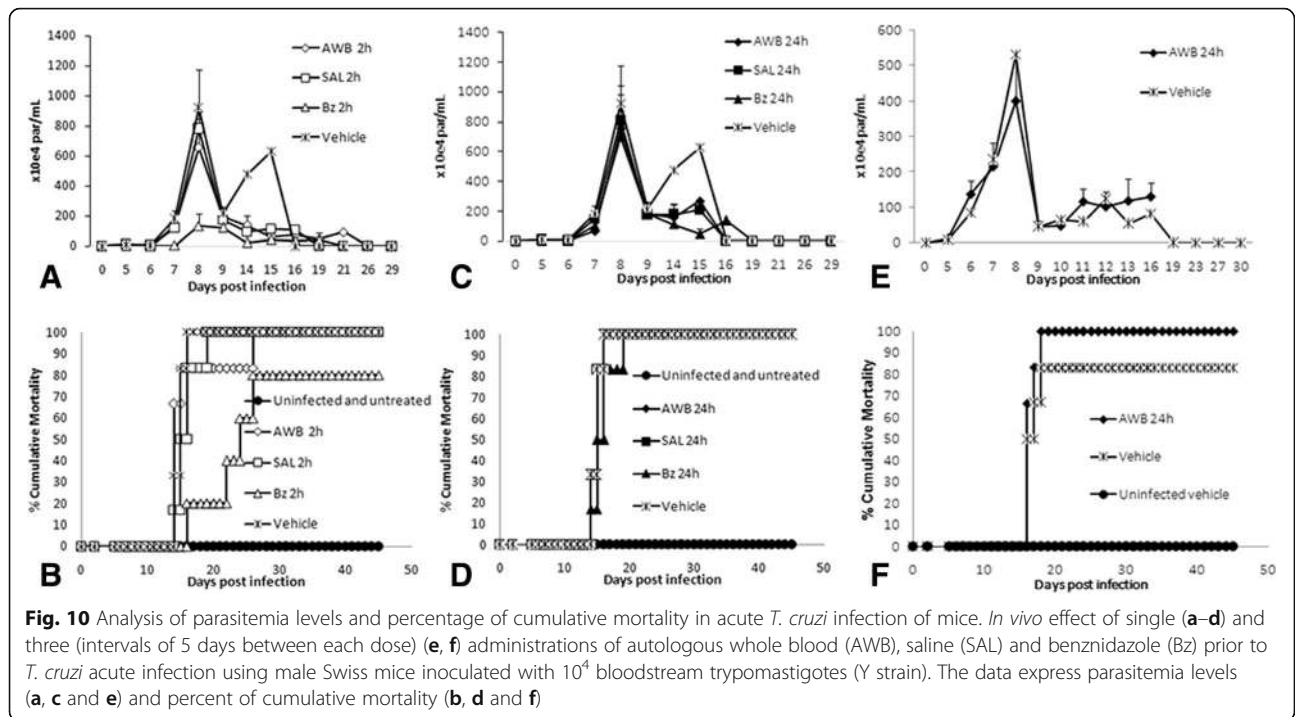 1400
1200
1000
800
600
400
200
0
x10e4 par/mL
AWB 2h
SAL 2h
Bz 2h
Vehicle
0 5 6 7 8 9 14 15 16 19 21 26 29
Days post infection
A
1400
1200
1000
800
600
400
200
0
x10e4 par/mL
AWB 24h
SAL 24h
Bz 24h
Vehicle
0 5 6 7 8 9 14 15 16 19 21 26 29
Days post infection
C
600
500
400
300
200
100
0
x10e4 par/mL
AWB 24h
Vehicle
0 5 6 7 8 9 10 11 12 13 16 19 23 27 30
Days post infection
E
100
90
80
70
60
50
40
30
20
10
0
% Cumulative Mortality
Uninfected and untreated
AWB 2h
SAL 2h
Bz 2h
Vehicle
0 10 20 30 40 50
Days post infection
B
100
90
80
70
60
50
40
30
20
10
0
% Cumulative Mortality
Uninfected and untreated
AWB 24h
SAL 24h
Bz 24h
Vehicle
0 10 20 30 40 50
Days post infection
D
100
90
80
70
60
50
40
30
20
10
0
% Cumulative Mortality
AWB 24h
Vehicle
Uninfected vehicle
0 10 20 30 40 50
Days post infection
F
Fig. 10 Analysis of parasitemia levels and percentage of cumulative mortality in acute T. cruzi infection of mice. In vivo effect of single (a–d) and
three (intervals of 5 days between each dose) (e, f) administrations of autologous whole blood (AWB), saline (SAL) and benznidazole (Bz) prior to
T. cruzi acute infection using male Swiss mice inoculated with 10⁴ bloodstream trypomastigotes (Y strain). The data express parasitemia levels
(a, c and e) and percent of cumulative mortality (b, d and f)